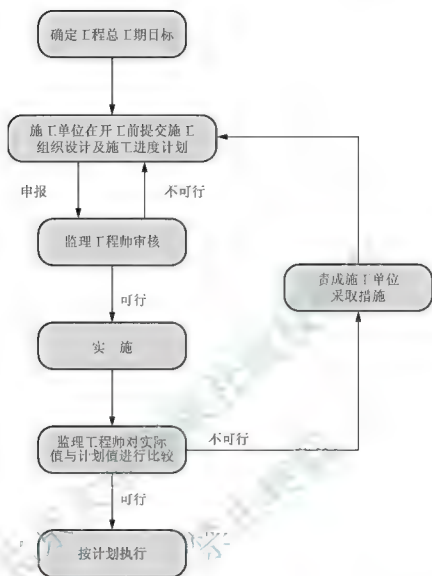 确定工程总工期目标
施工单位在开工前提交施工
组织设计及施工进度计划
申报
不可行
监理工程师审核
可行
责成施工单位
采取措施
实 施
监理工程师对实际
值与计划值进行比较
不可行
可行
按计划执行